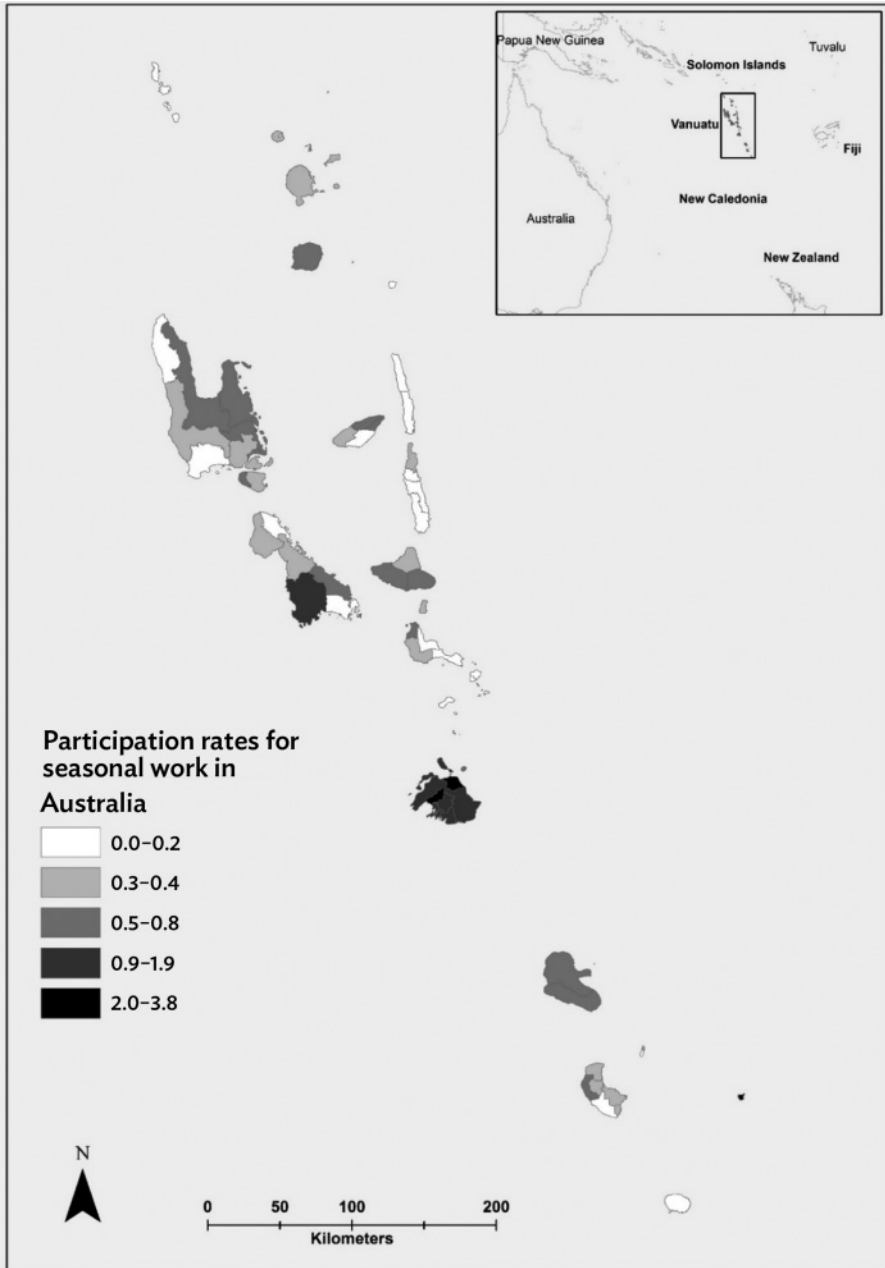 Papua New Guinea
Tuvalu
Solomon Islands
Vanuatu
Fiji
New Caledonia
Australia
New Zealand
Participation rates for
seasonal work in
Australia
0.0–0.2
0.3–0.4
0.5–0.8
0.9–1.9
2.0–3.8
N
0 50 100 200
Kilometers